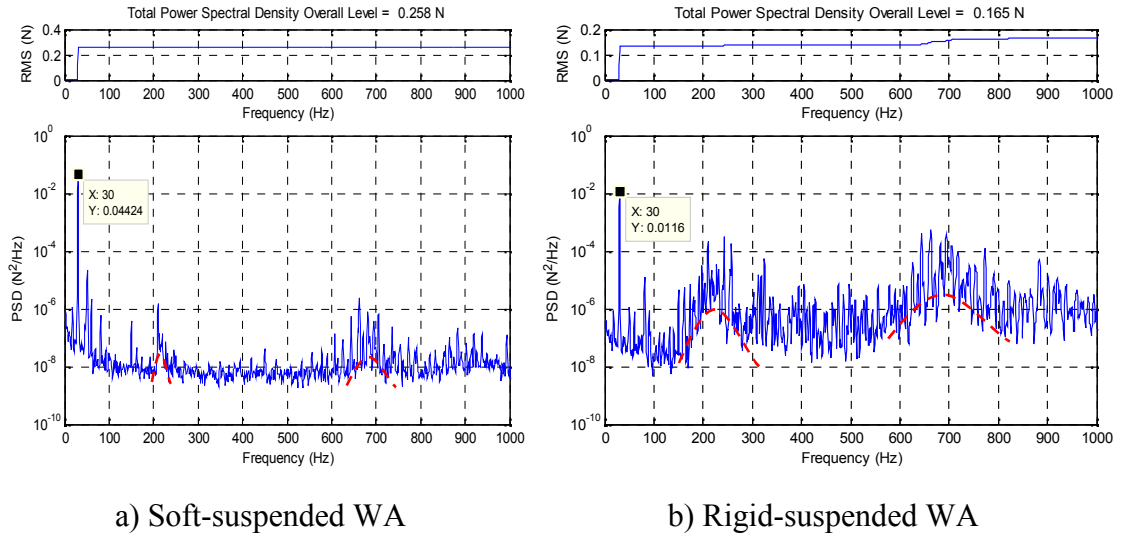 Total Power Spectral Density Overall Level = 0.258 N
RMS (N)
0.4
0.2
0
0 100 200 300 400 500 600 700 800 900 1000
Frequency (Hz)
PSD (N²/Hz)
10⁰
10⁻²
10⁻⁴
10⁻⁶
10⁻⁸
10⁻¹⁰
X: 30
Y: 0.04424
0 100 200 300 400 500 600 700 800 900 1000
Frequency (Hz)
a) Soft-suspended WA
Total Power Spectral Density Overall Level = 0.165 N
RMS (N)
0.2
0.1
0
0 100 200 300 400 500 600 700 800 900 1000
Frequency (Hz)
PSD (N²/Hz)
10⁰
10⁻²
10⁻⁴
10⁻⁶
10⁻⁸
10⁻¹⁰
X: 30
Y: 0.0116
0 100 200 300 400 500 600 700 800 900 1000
Frequency (Hz)
b) Rigid-suspended WA